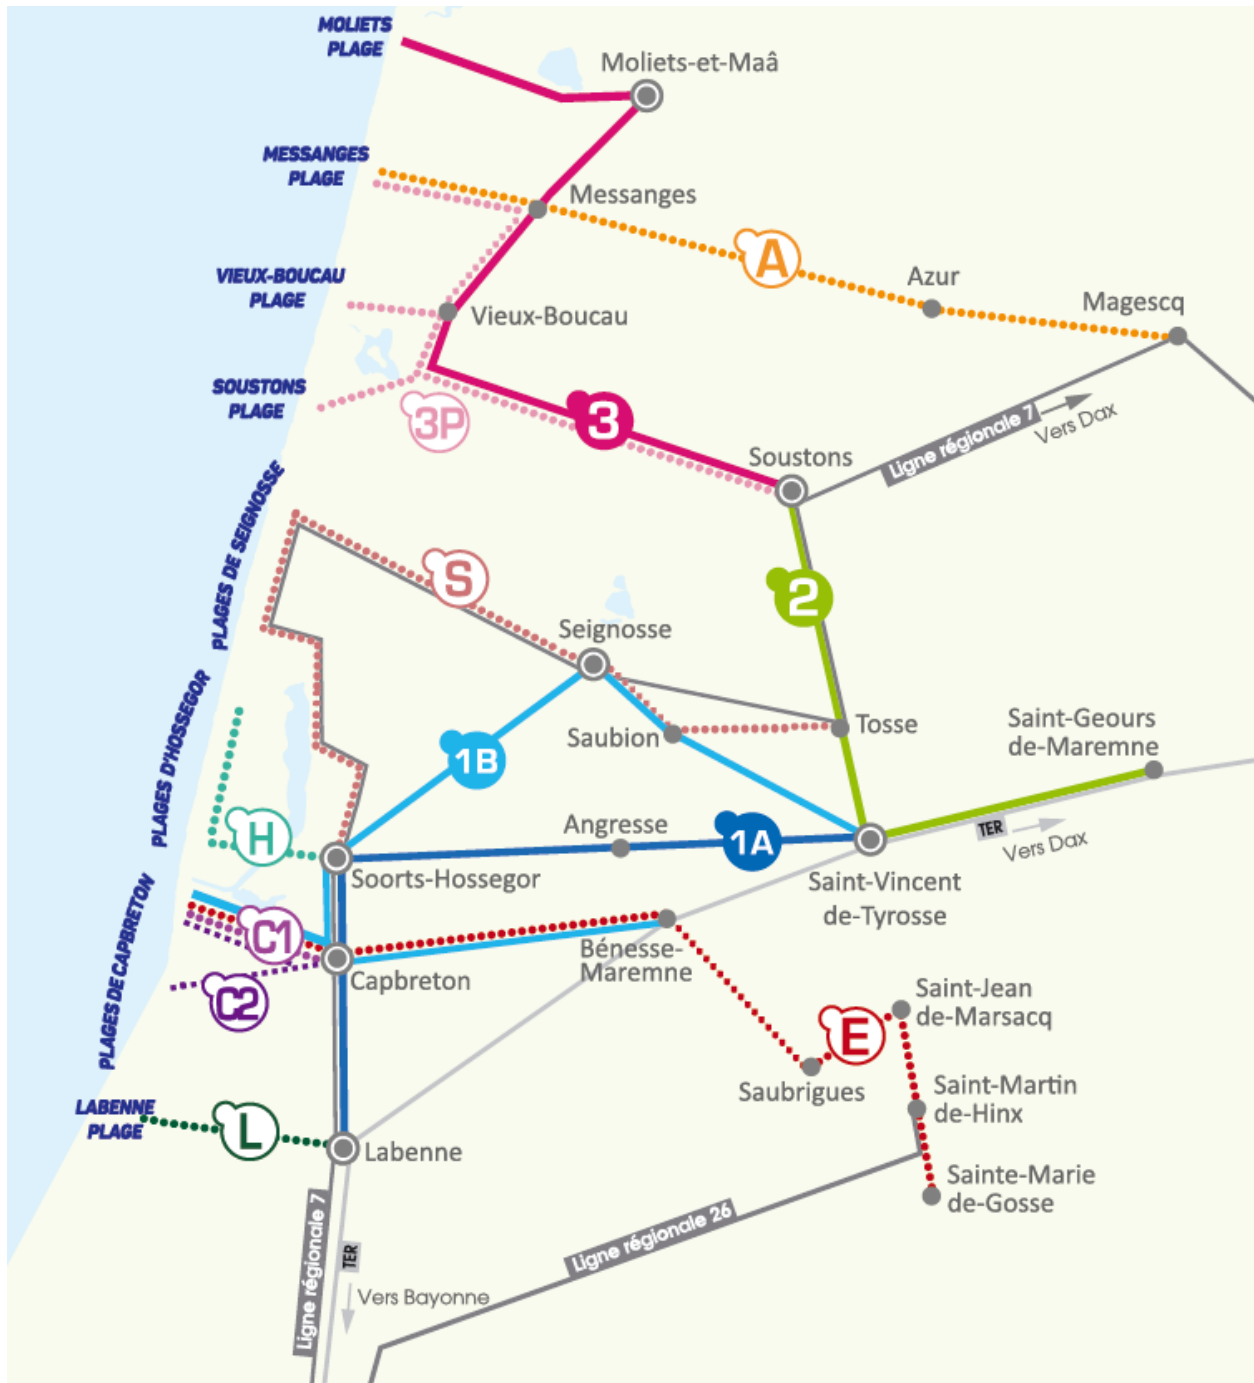 MOLIETS
PLAGE
Moliets-et-Maâ
MESSANGES
PLAGE
Messanges
A
Azur
Magescq
VIEUX-BOUCAU
PLAGE
Vieux-Boucau
SOUSTONS
PLAGE
3P
3
Soustons
Ligne régionale 7
Vers Dax
PLAGES DE SEIGNOSSE
S
2
Seignosse
Saubion
Tosse
Saint-Geours
de-Maremne
PLAGES D'HOSSEGOR
1B
H
Angresse
1A
TER
Vers Dax
Soorts-Hossegor
Saint-Vincent
de-Tyrosse
PLAGES DE CAPBRETON
C1
C2
Capbreton
Bénesse-
Maremne
Saint-Jean
de-Marsacq
E
Saubrigues
Saint-Martin
de-Hinx
LABENNE
PLAGE
L
Labenne
Sainte-Marie
de-Gosse
Ligne régionale 7
TER
Vers Bayonne
Ligne régionale 26